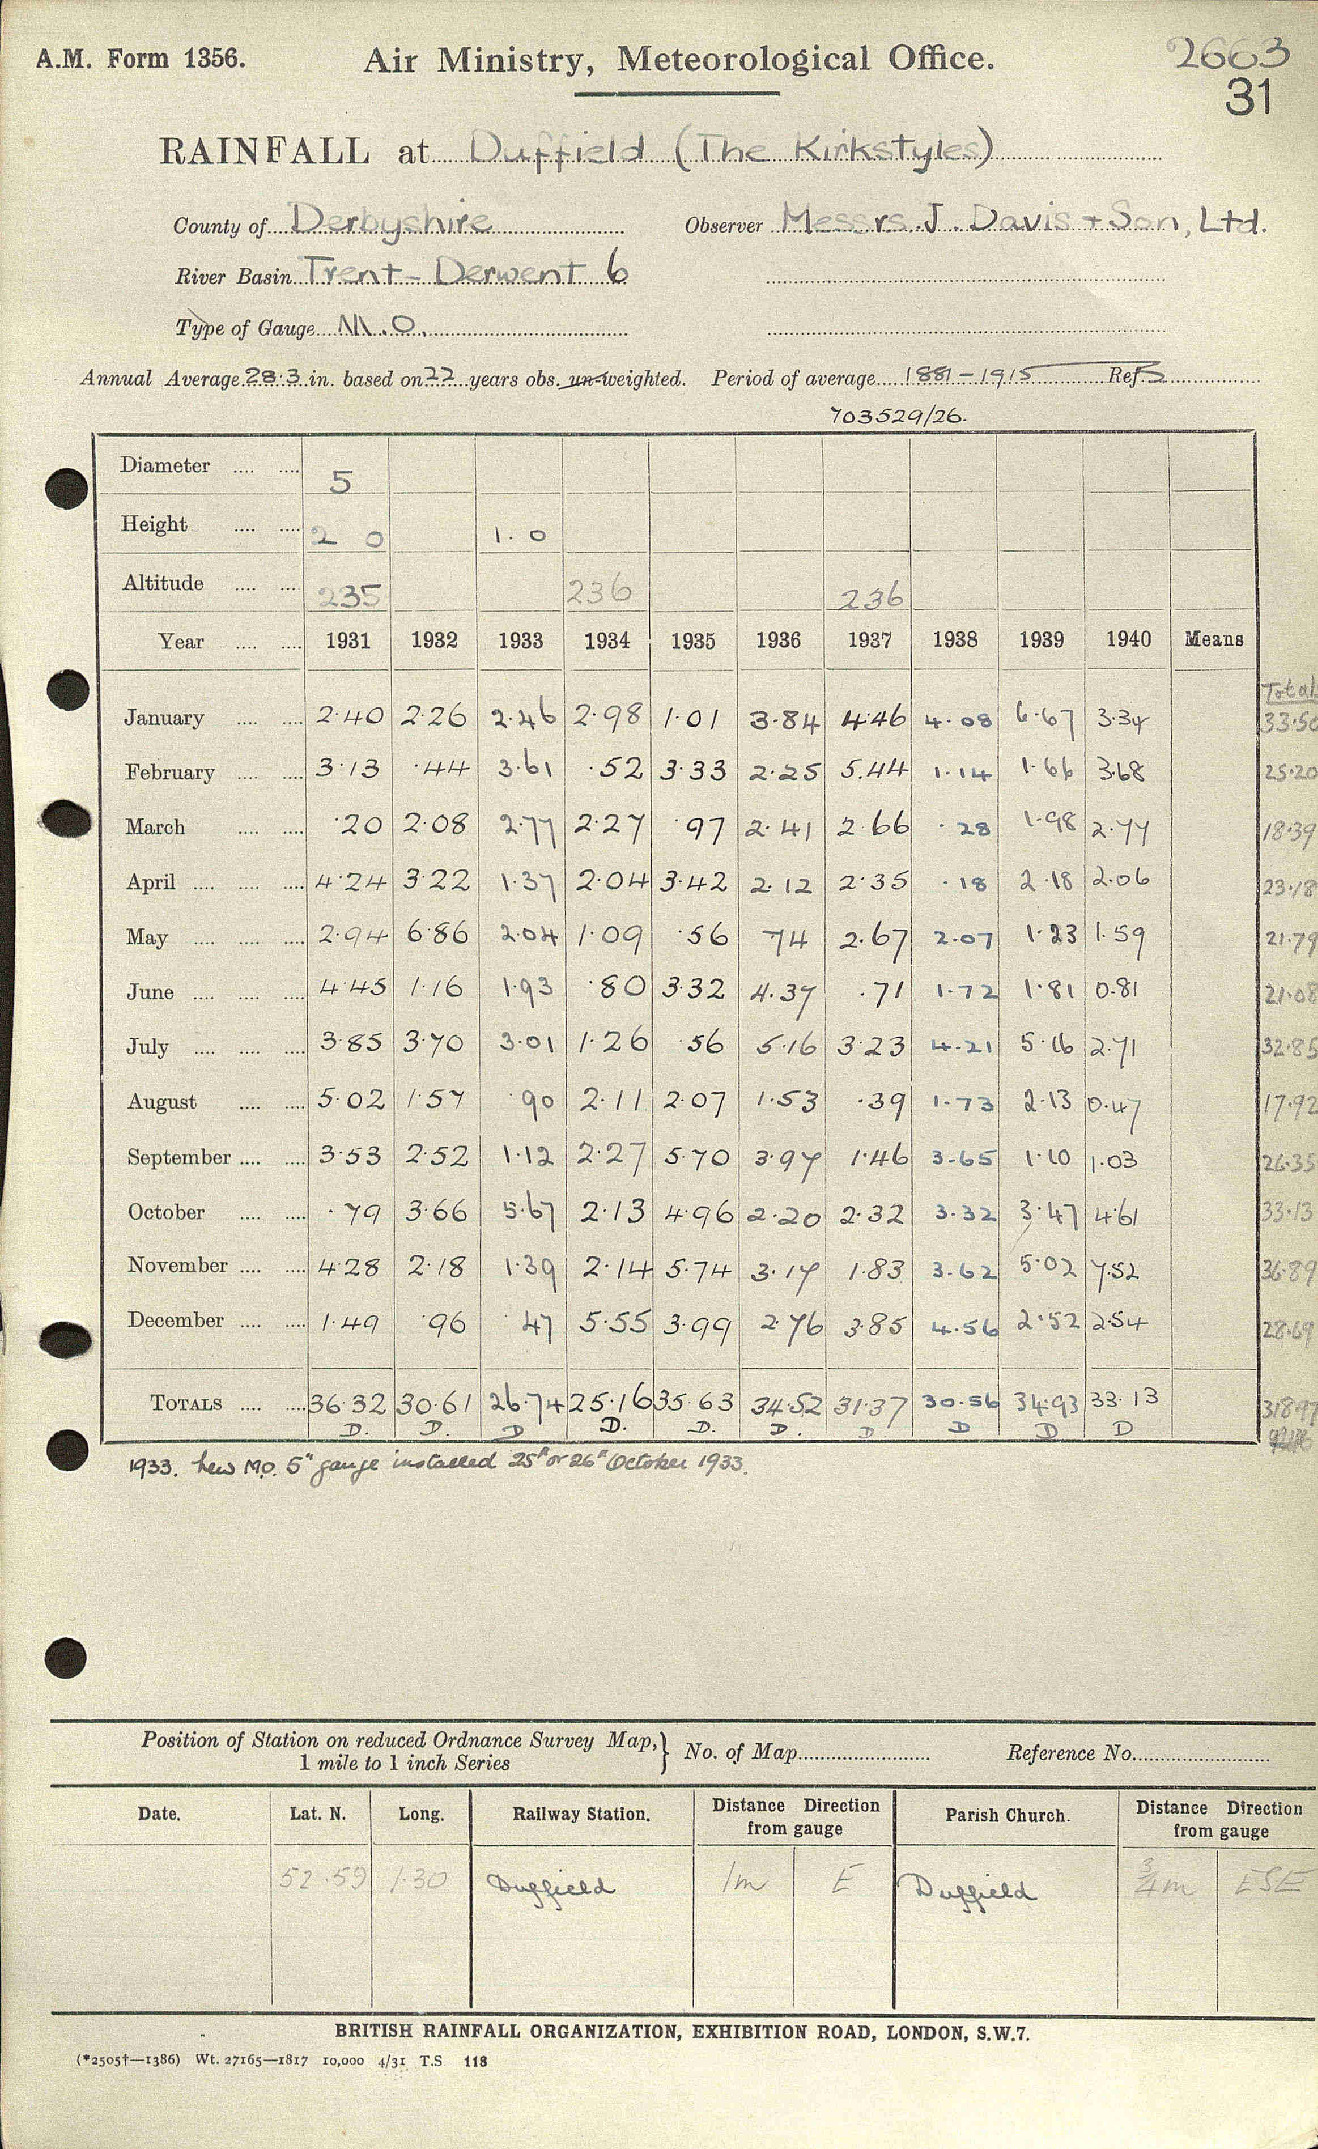 A.M. Form 1356. Air Ministry, Meteorological Office. 2663
31
RAINFALL at Duffield (The Kirkstyles)
County of Derbyshire Observer Messrs. J. Davis + Son, Ltd.
River Basin Trent - Derwent 6
Type of Gauge M.O.
Annual Average 28.3 in. based on 22 years obs. un-weighted. Period of average 1881-1915 Ref. B
703529/26.
Diameter 5
Height 2 0 1.0
Altitude 235 236 236
Year 1931 1932 1933 1934 1935 1936 1937 1938 1939 1940 Means
Total
January 2.40 2.26 2.46 2.98 1.01 3.84 4.46 4.08 6.67 3.34 33.50
February 3.13 .44 3.61 .52 3.33 2.25 5.44 1.14 1.66 3.68 25.20
March .20 2.08 2.77 2.27 .97 2.41 2.66 .28 1.98 2.77 18.39
April 4.24 3.22 1.37 2.04 3.42 2.12 2.35 .18 2.18 2.06 23.18
May 2.94 6.86 2.04 1.09 .56 74 2.67 2.07 1.23 1.59 21.79
June 4.45 1.16 1.93 .80 3.32 4.37 .71 1.72 1.81 0.81 21.08
July 3.85 3.70 3.01 1.26 .56 5.16 3.23 4.21 5.16 2.71 32.85
August 5.02 1.57 .90 2.11 2.07 1.53 .39 1.73 2.13 0.47 17.92
September 3.53 2.52 1.12 2.27 5.70 3.97 1.46 3.65 1.10 1.03 26.35
October .79 3.66 5.67 2.13 4.96 2.20 2.32 3.32 3.47 4.61 33.13
November 4.28 2.18 1.39 2.14 5.74 3.17 1.83 3.62 5.02 7.52 36.89
December 1.49 .96 .47 5.55 3.99 2.76 3.85 4.56 2.52 2.54 28.69
TOTALS 36.32 30.61 26.74 25.16 35.63 34.52 31.37 30.56 34.93 33.13 318.97
D. D. D D. D. D. D D D D
1933. New M.O. 5" gauge installed 25th or 26th October 1933.
Position of Station on reduced Ordnance Survey Map, 1 mile to 1 inch Series } No. of Map Reference No.
Date. Lat. N. Long. Railway Station. Distance Direction from gauge Parish Church. Distance Direction from gauge
52.59 1.30 Duffield 1m E Duffield 3/4m ESE
BRITISH RAINFALL ORGANIZATION, EXHIBITION ROAD, LONDON, S.W.7.
(*2505†—1386) Wt. 27165—1817 10,000 4/31 T.S 118